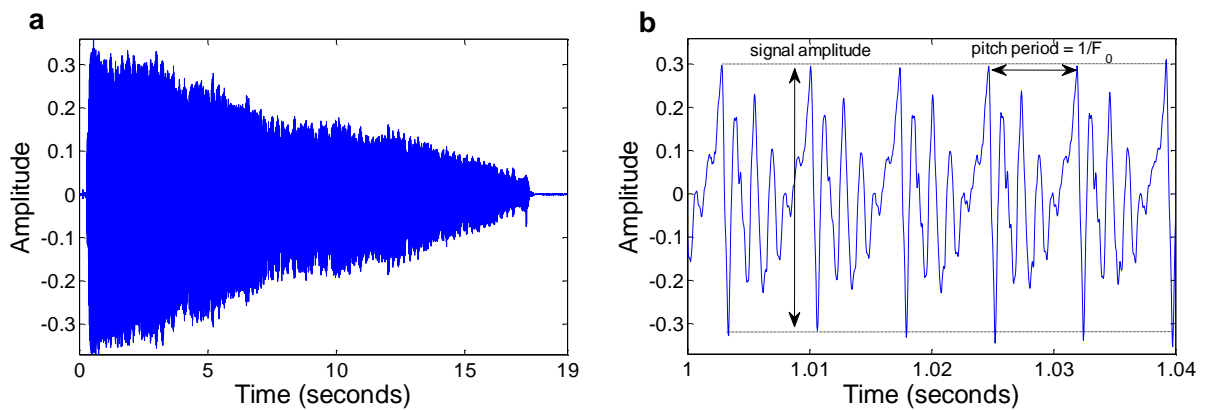 a
Amplitude
0.3
0.2
0.1
0
-0.1
-0.2
-0.3
0 5 10 15 19
Time (seconds)
b
signal amplitude
pitch period = 1/F0
Amplitude
0.3
0.2
0.1
0
-0.1
-0.2
-0.3
1 1.01 1.02 1.03 1.04
Time (seconds)